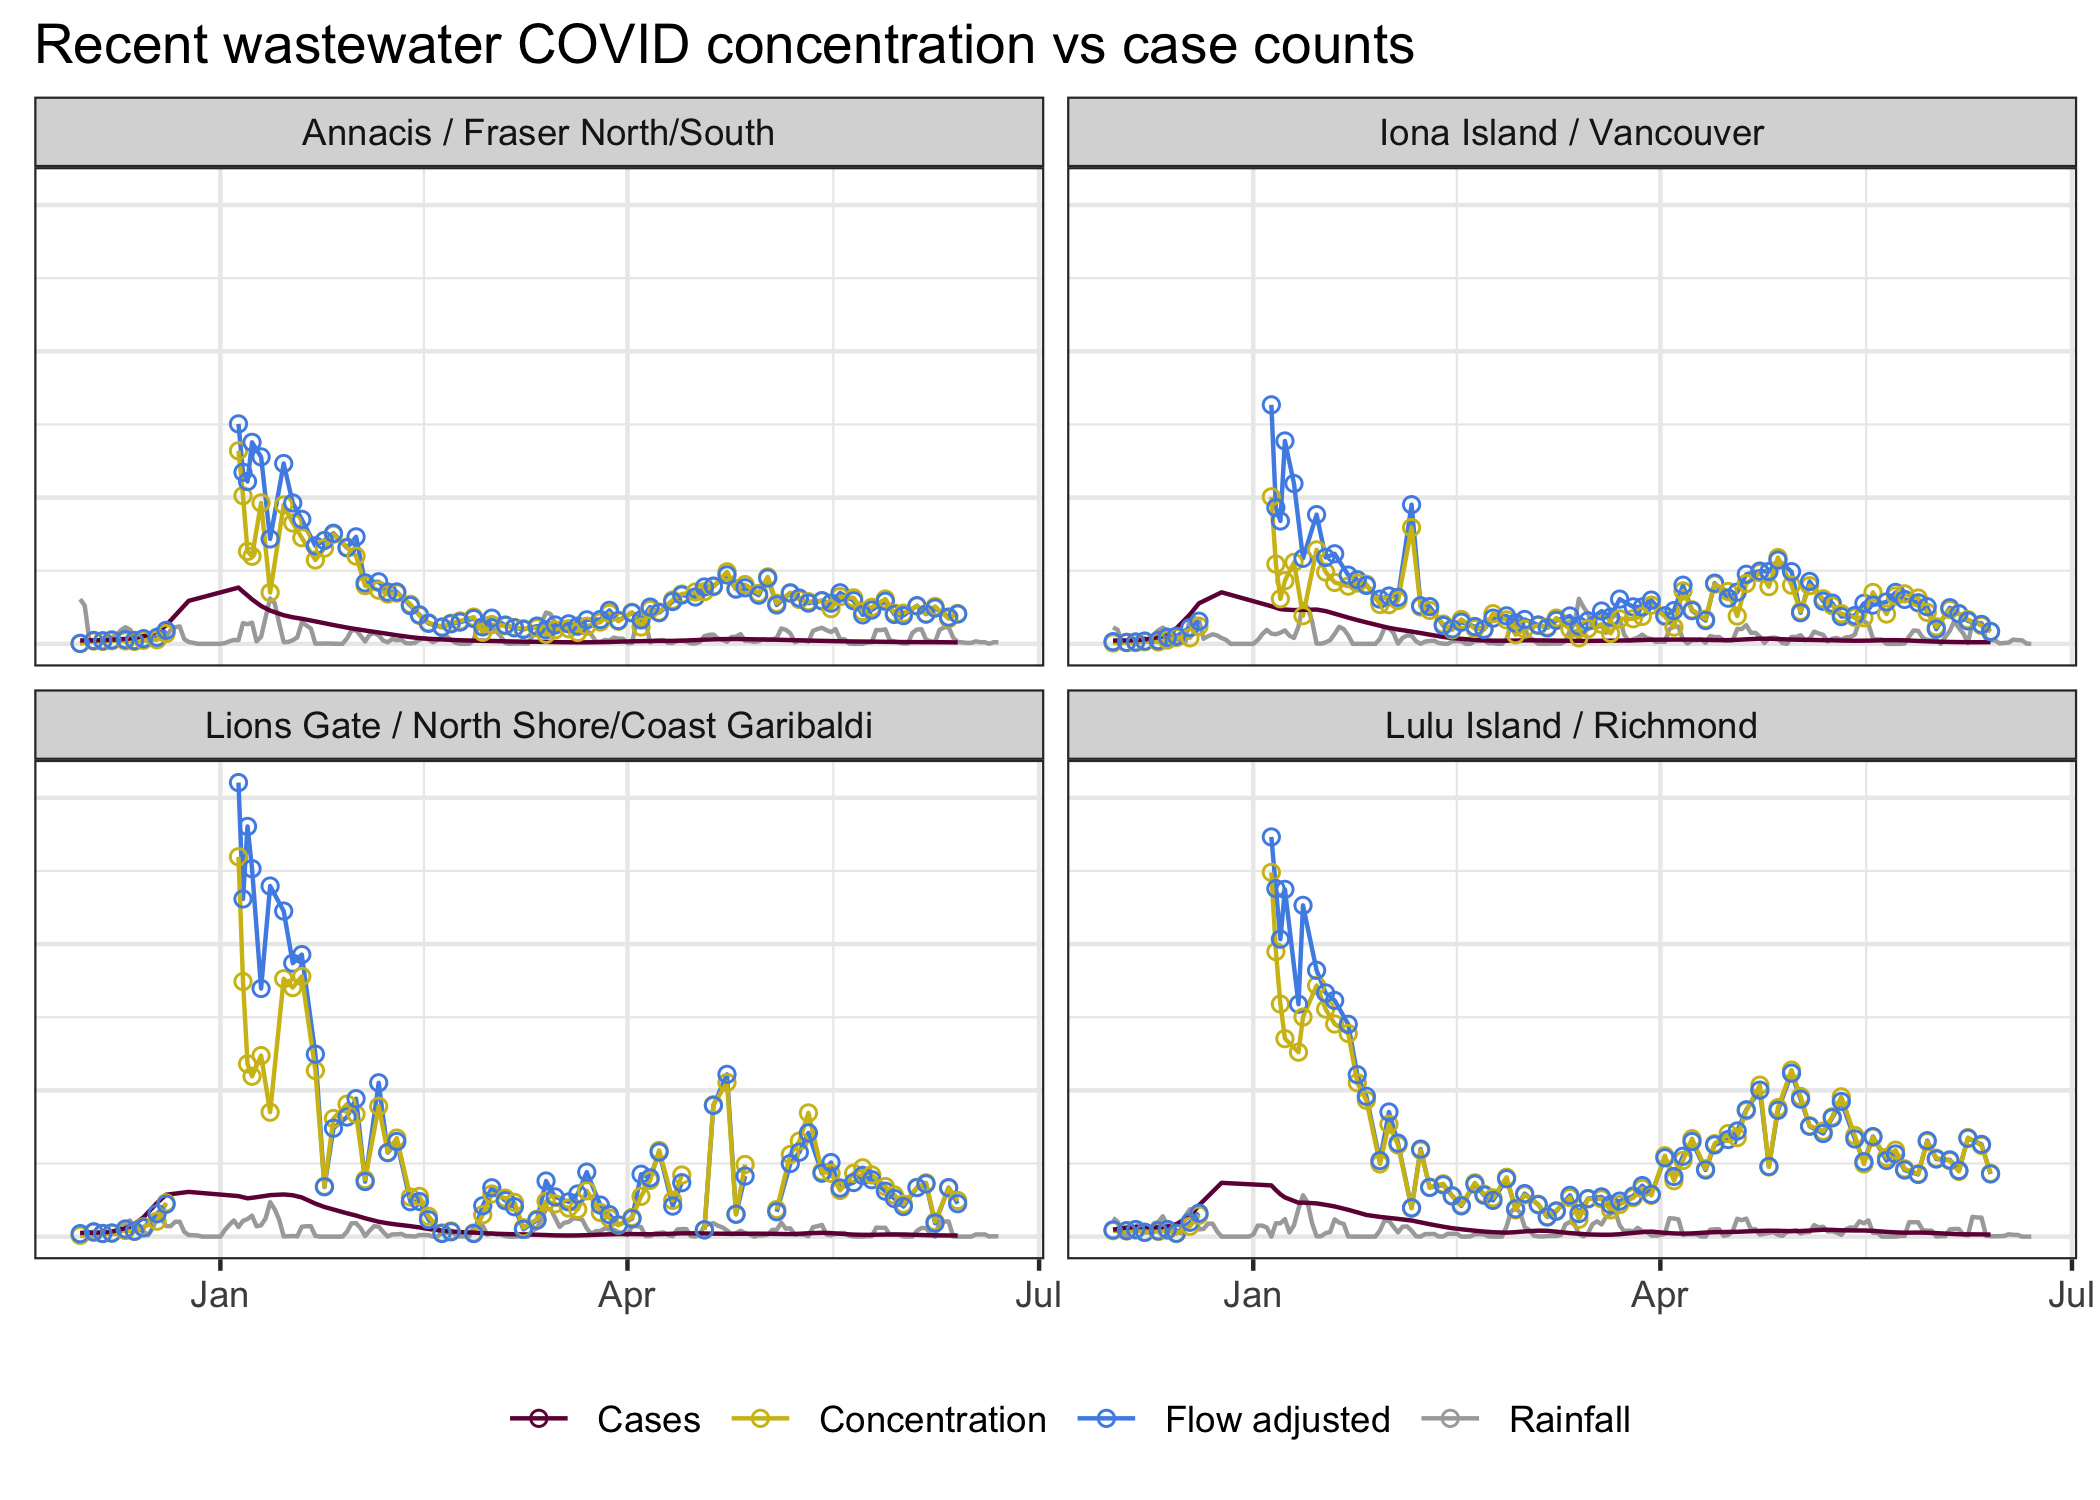 Recent wastewater COVID concentration vs case counts
Annacis / Fraser North/South
Iona Island / Vancouver
Lions Gate / North Shore/Coast Garibaldi
Lulu Island / Richmond
Jan Apr Jul Jan Apr Jul
Cases Concentration Flow adjusted Rainfall